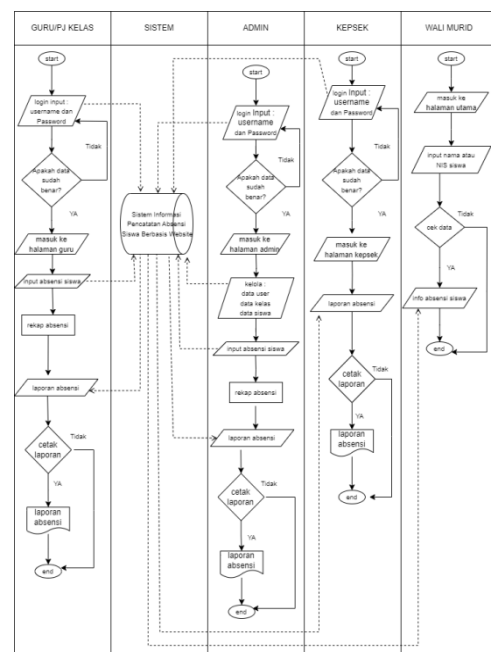 GURU/PJ KELAS
SISTEM
ADMIN
KEPSEK
WALI MURID
start
login input :
username dan
Password
Tidak
Apakah data
sudah
benar?
YA
masuk ke
halaman guru
input absensi siswa
rekap absensi
laporan absensi
Tidak
cetak
laporan
YA
laporan
absensi
end
Sistem Informasi
Pencatatan Absensi
Siswa Berbasis Website
start
login Input :
username
dan Password
Tidak
Apakah data
sudah
benar?
YA
masuk ke
halaman admin
kelola :
data user
data kelas
data siswa
input absensi siswa
rekap absensi
laporan absensi
Tidak
cetak
laporan
YA
laporan
absensi
end
start
login Input :
username
dan Password
Tidak
Apakah data
sudah
benar?
YA
masuk ke
halaman kepsek
laporan absensi
Tidak
cetak
laporan
YA
laporan
absensi
end
start
masuk ke
halaman utama
input nama atau
NIS siswa
Tidak
cek data
YA
info absensi siswa
end